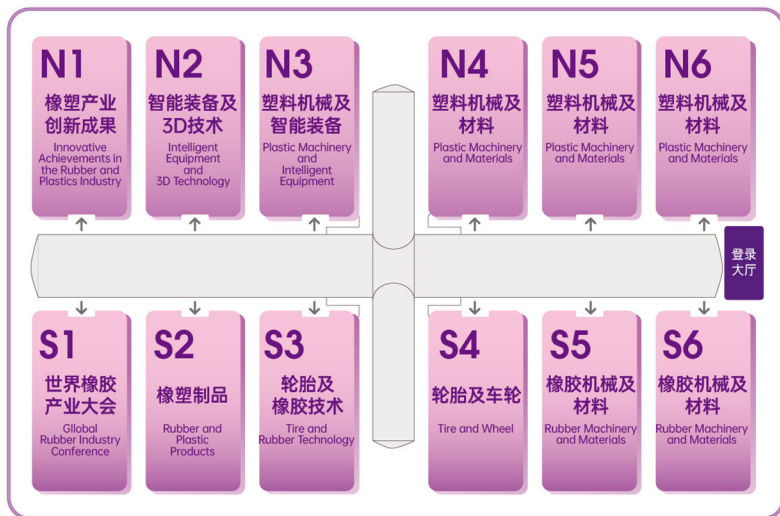 N1
橡塑产业
创新成果
Innovative
Achievements in
the Rubber and
Plastics Industry
N2
智能装备及
3D技术
Intelligent
Equipment
and
3D Technology
N3
塑料机械及
智能装备
Plastic Machinery
and
Intelligent
Equipment
N4
塑料机械及
材料
Plastic Machinery
and Materials
N5
塑料机械及
材料
Plastic Machinery
and Materials
N6
塑料机械及
材料
Plastic Machinery
and Materials
登录
大厅
S1
世界橡胶
产业大会
Gllobal
Rubber Industry
Conference
S2
橡塑制品
Rubber and
Plastic
Products
S3
轮胎及
橡胶技术
Tire and
Rubber Technology
S4
轮胎及车轮
Tire and Wheel
S5
橡胶机械及
材料
Rubber Machinery
and Materials
S6
橡胶机械及
材料
Rubber Machinery
and Materials